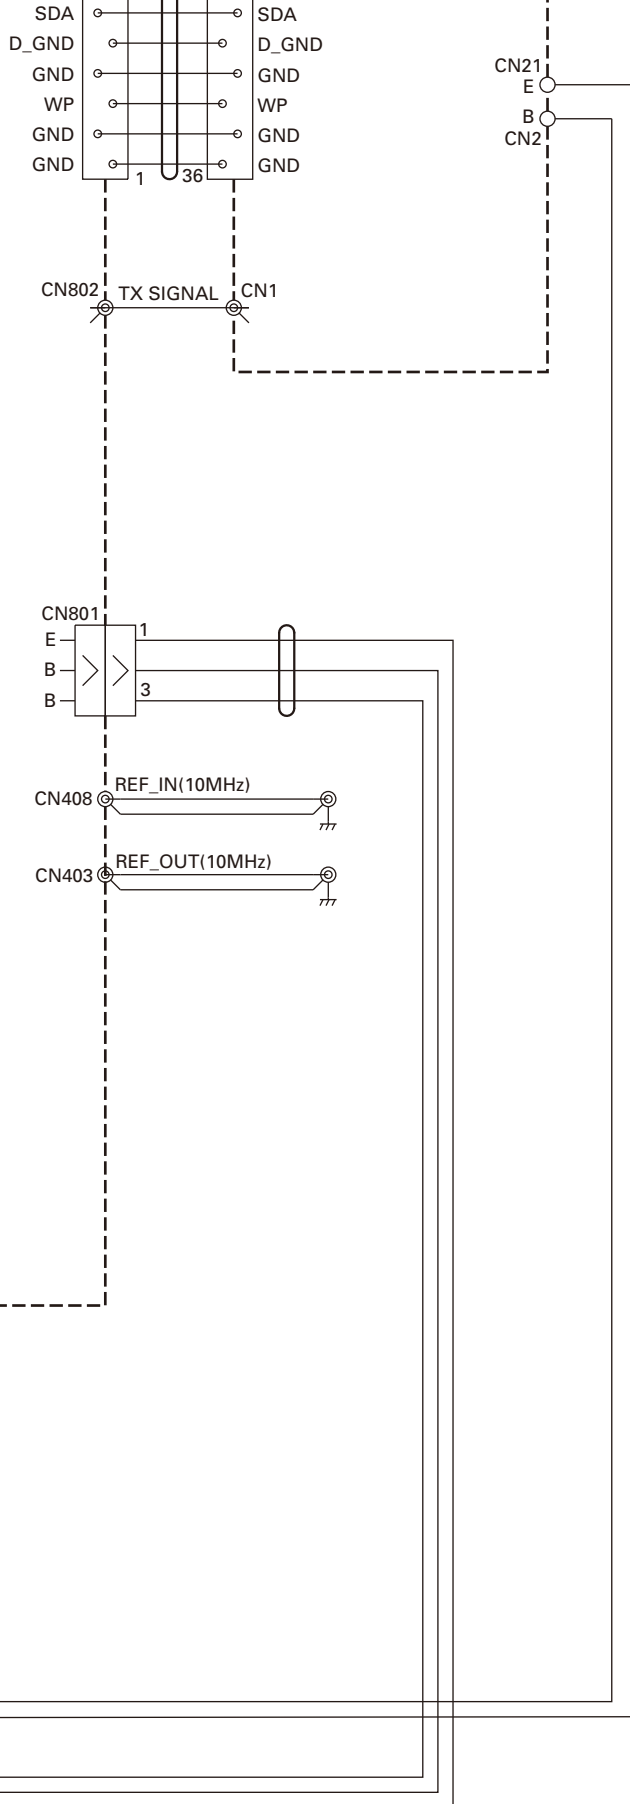 SDA SDA
D_GND D_GND
CN21
GND GND
E
WP WP
B
GND GND
CN2
GND GND
1 36
CN802 TX SIGNAL CN1
CN801
1
E
B
3
B
REF_IN(10MHz)
CN408
REF_OUT(10MHz)
CN403